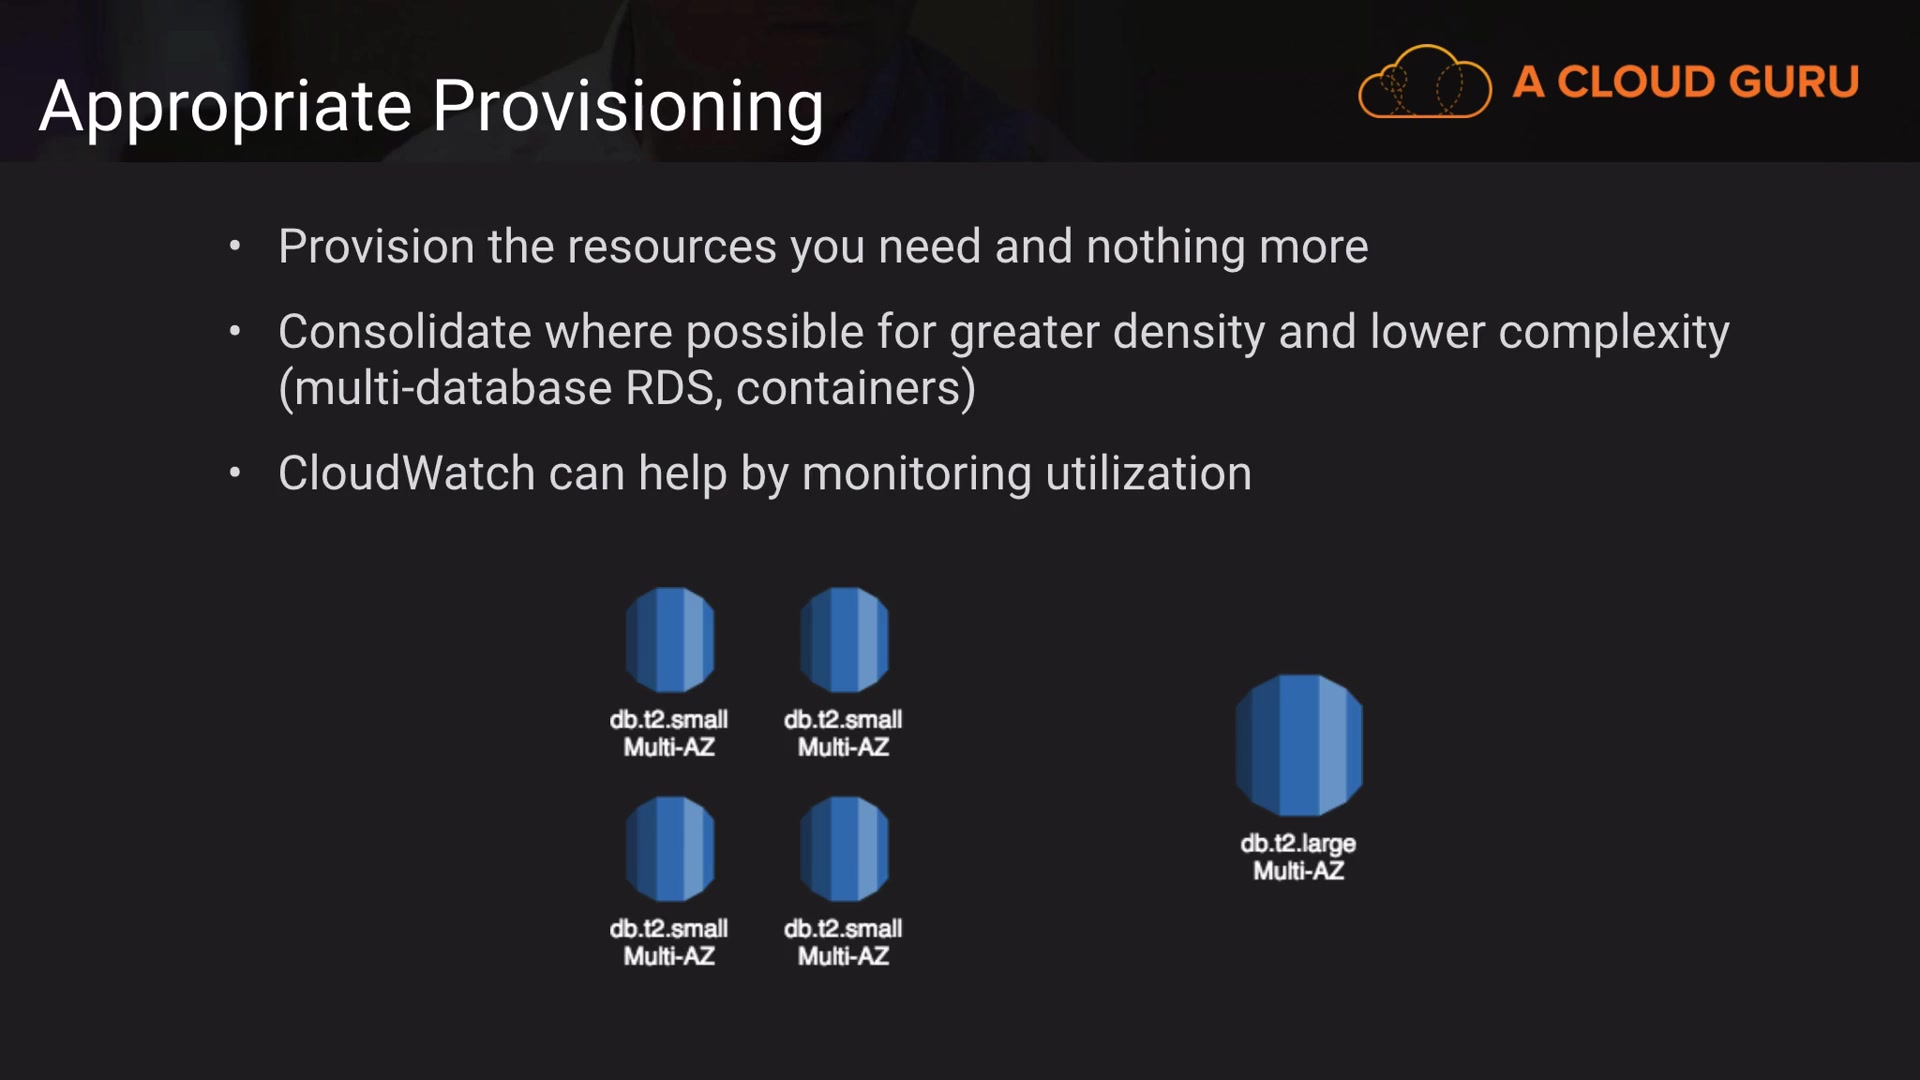 Appropriate Provisioning
A CLOUD GURU
• Provision the resources you need and nothing more
• Consolidate where possible for greater density and lower complexity
(multi-database RDS, containers)
• CloudWatch can help by monitoring utilization
db.t2.small
Multi-AZ
db.t2.small
Multi-AZ
db.t2.large
Multi-AZ
db.t2.small
Multi-AZ
db.t2.small
Multi-AZ